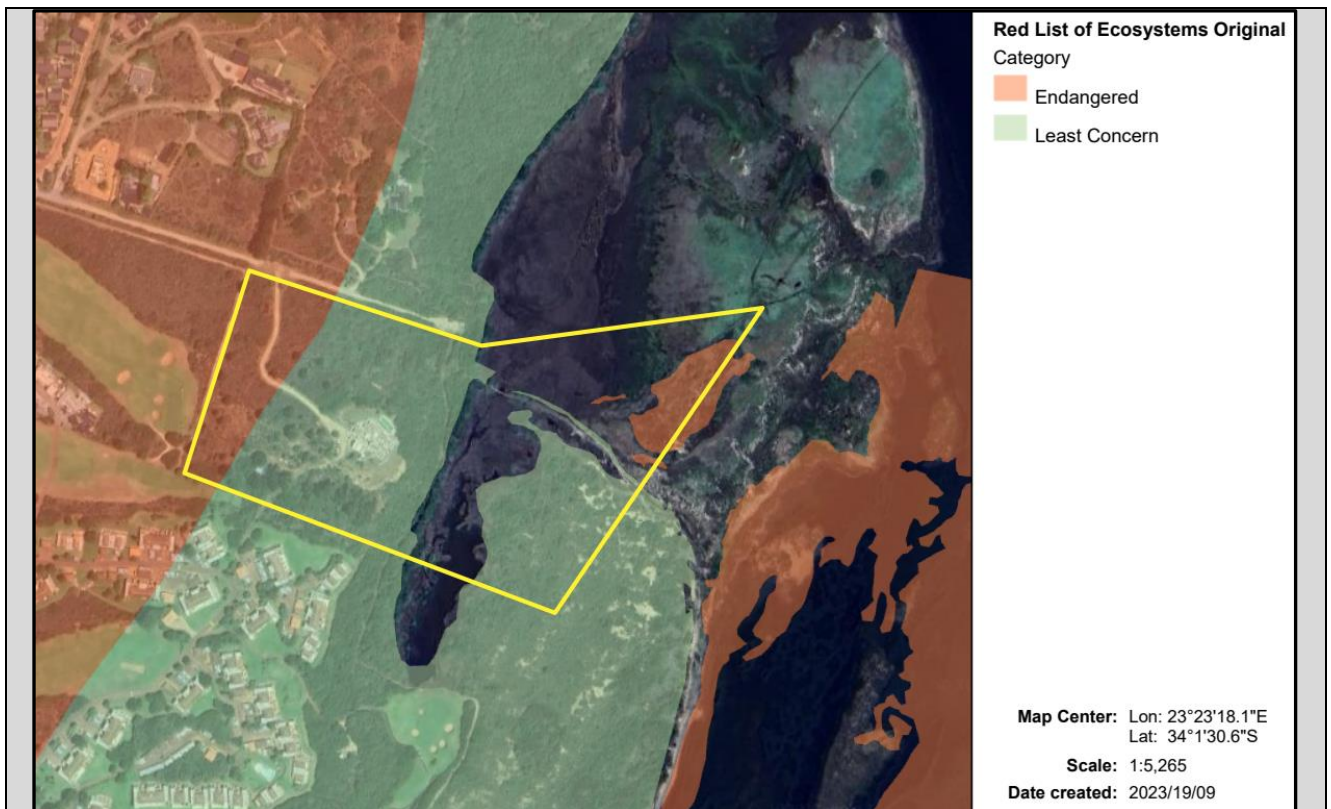 Red List of Ecosystems Original
Category
Endangered
Least Concern
Map Center: Lon: 23°23'18.1"E
Lat: 34°1'30.6"S
Scale: 1:5,265
Date created: 2023/19/09